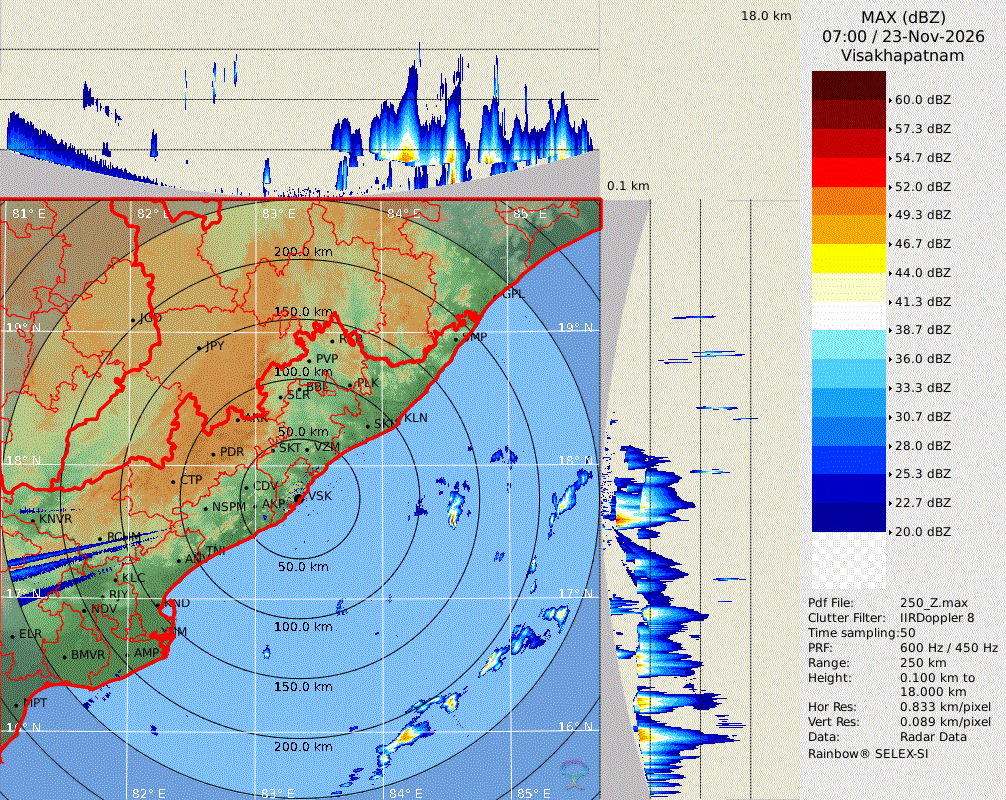 18.0 km
0.1 km
MAX (dBZ)
07:00 / 23-Nov-2026
Visakhapatnam
60.0 dBZ
57.3 dBZ
54.7 dBZ
52.0 dBZ
49.3 dBZ
46.7 dBZ
44.0 dBZ
41.3 dBZ
38.7 dBZ
36.0 dBZ
33.3 dBZ
30.7 dBZ
28.0 dBZ
25.3 dBZ
22.7 dBZ
20.0 dBZ
81° E
82° E
83° E
84° E
85° E
200.0 km
GPL
150.0 km
JGD
19° N
19° N
JPY
PVP
100.0 km
PLK
SLR
KLN
50.0 km
SKT
VZM
PDR
18° N
18° N
CTP
CDV
VSK
NSPM
AKP
KNVR
TNI
50.0 km
KLC
17° N
17° N
NDV
KND
100.0 km
ELR
BMVR
AMP
150.0 km
MPT
16° N
16° N
200.0 km
82° E
83° E
84° E
85° E
Pdf File: 250_Z.max
Clutter Filter: IIRDoppler 8
Time sampling:50
PRF: 600 Hz / 450 Hz
Range: 250 km
Height: 0.100 km to
18.000 km
Hor Res: 0.833 km/pixel
Vert Res: 0.089 km/pixel
Data: Radar Data
Rainbow® SELEX-SI